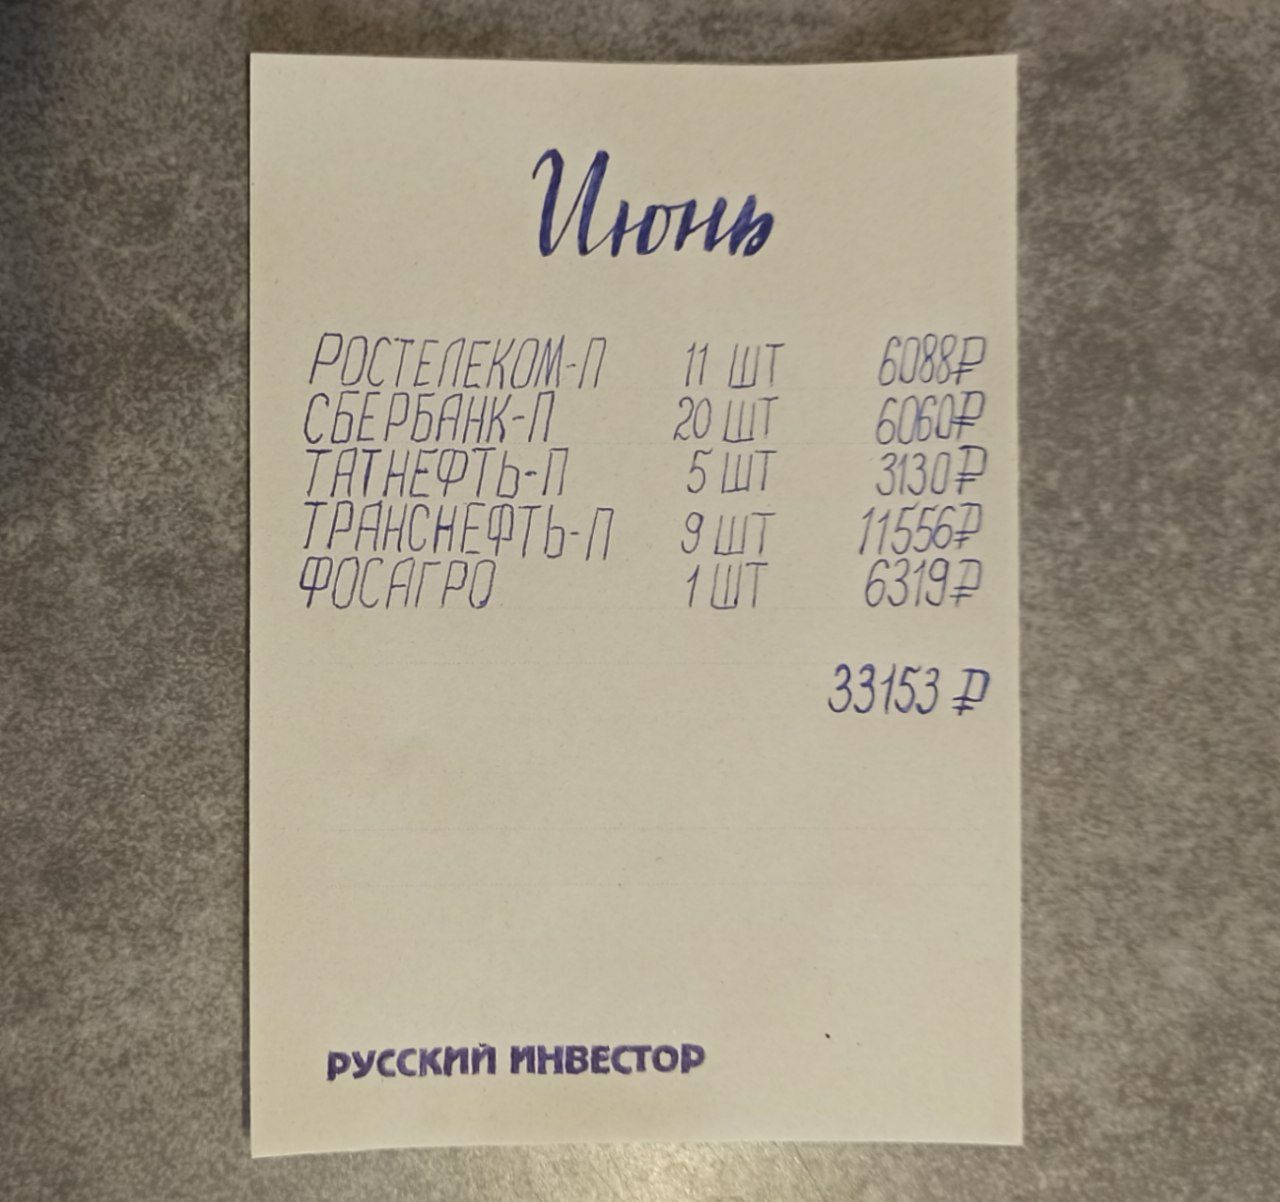 Июнь
РОСТЕЛЕКОМ-П 11 ШТ 6088₽
СБЕРБАНК-П 20 ШТ 6060₽
ТАТНЕФТЬ-П 5 ШТ 3130₽
ТРАНСНЕФТЬ-П 9 ШТ 11556₽
ФОСАГРО 1 ШТ 6319₽
33153 ₽
РУССКИЙ ИНВЕСТОР